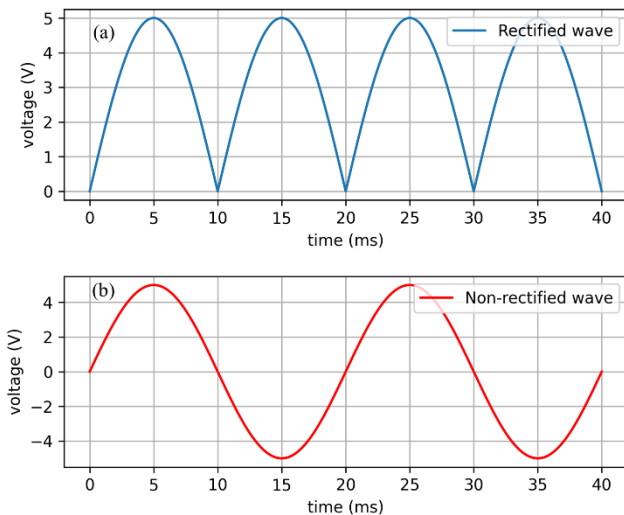 (a)
Rectified wave
voltage (V)
5
4
3
2
1
0
0 5 10 15 20 25 30 35 40
time (ms)
(b)
Non-rectified wave
voltage (V)
4
2
0
−2
−4
0 5 10 15 20 25 30 35 40
time (ms)